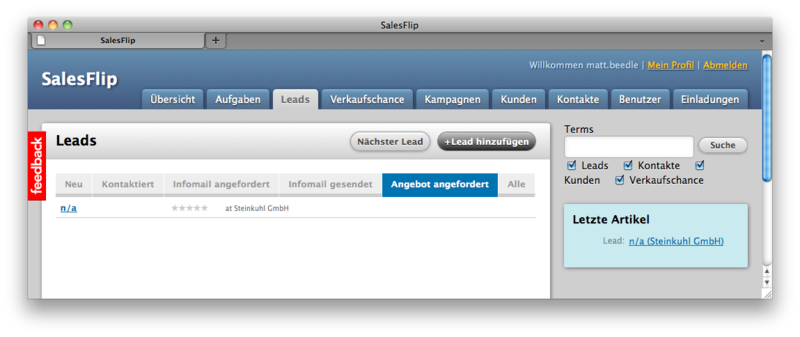 SalesFlip
SalesFlip
Willkommen matt.beedle | Mein Profil | Abmelden
SalesFlip
Übersicht Aufgaben Leads Verkaufschance Kampagnen Kunden Kontakte Benutzer Einladungen
feedback
Leads Nächster Lead +Lead hinzufügen
Neu Kontaktiert Infomail angefordert Infomail gesendet Angebot angefordert Alle
n/a at Steinkuhl GmbH
Terms
Suche
Leads Kontakte
Kunden Verkaufschance
Letzte Artikel
Lead: n/a (Steinkuhl GmbH)